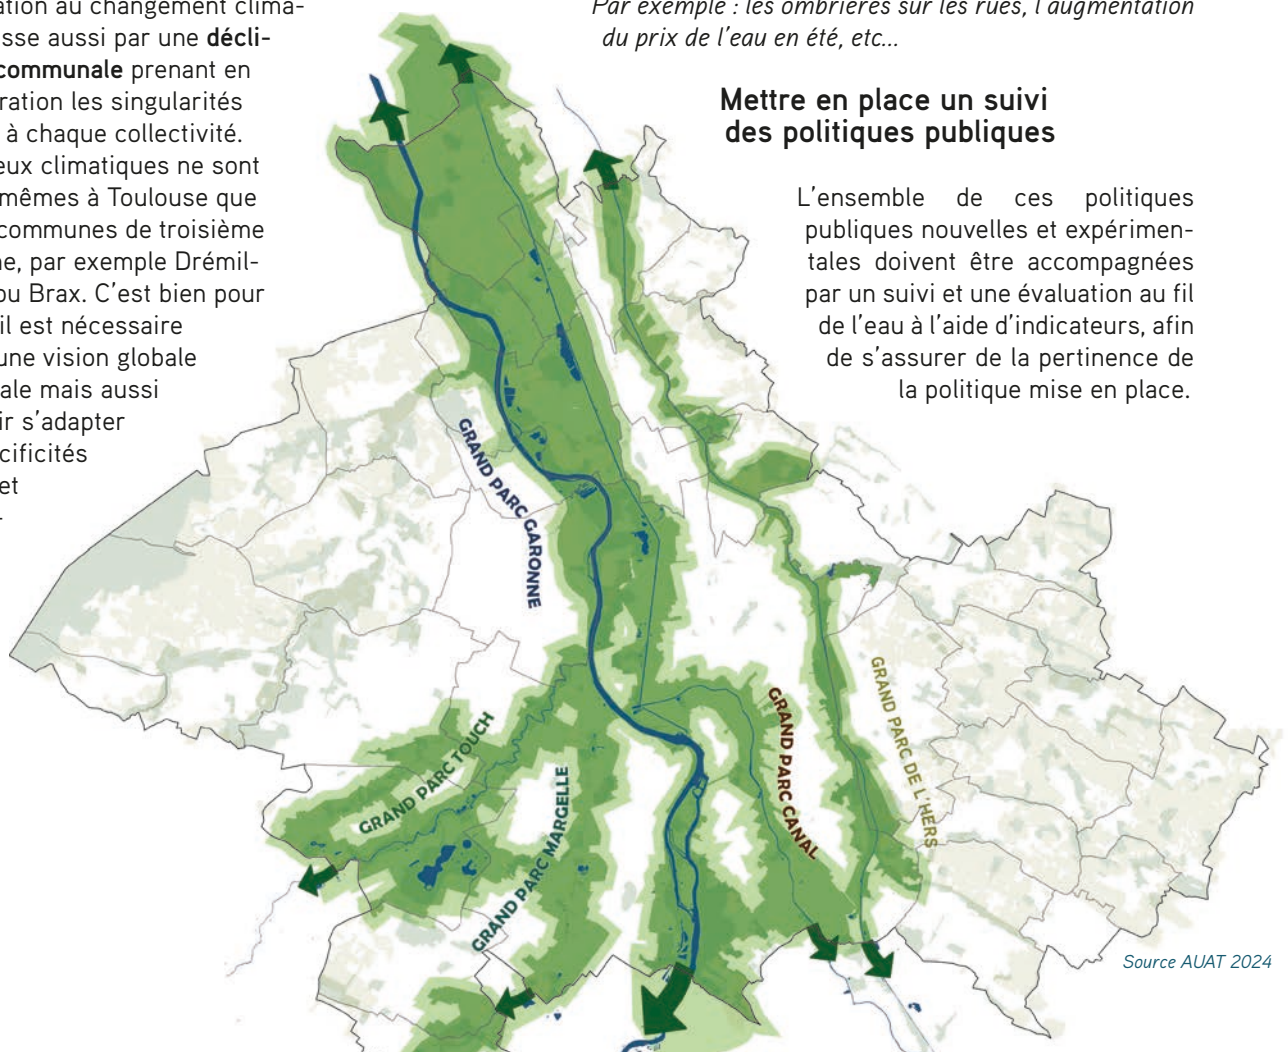 ation au changement clima-
sse aussi par une décli-
communale prenant en
ration les singularités
à chaque collectivité.
eux climatiques ne sont
mêmes à Toulouse que
communes de troisième
ne, par exemple Drémil-
ou Brax. C'est bien pour
il est nécessaire
une vision globale
ale mais aussi
ir s'adapter
cificités
et
Par exemple : les ombrières sur les rues, l'augmentation
du prix de l'eau en été, etc...
Mettre en place un suivi
des politiques publiques
L'ensemble de ces politiques
publiques nouvelles et expérimen-
tales doivent être accompagnées
par un suivi et une évaluation au fil
de l'eau à l'aide d'indicateurs, afin
de s'assurer de la pertinence de
la politique mise en place.
GRAND PARC GARONNE
GRAND PARC TOUCH
GRAND PARC MARGELLE
GRAND PARC CANAL
GRAND PARC DE L'HERS
Source AUAT 2024